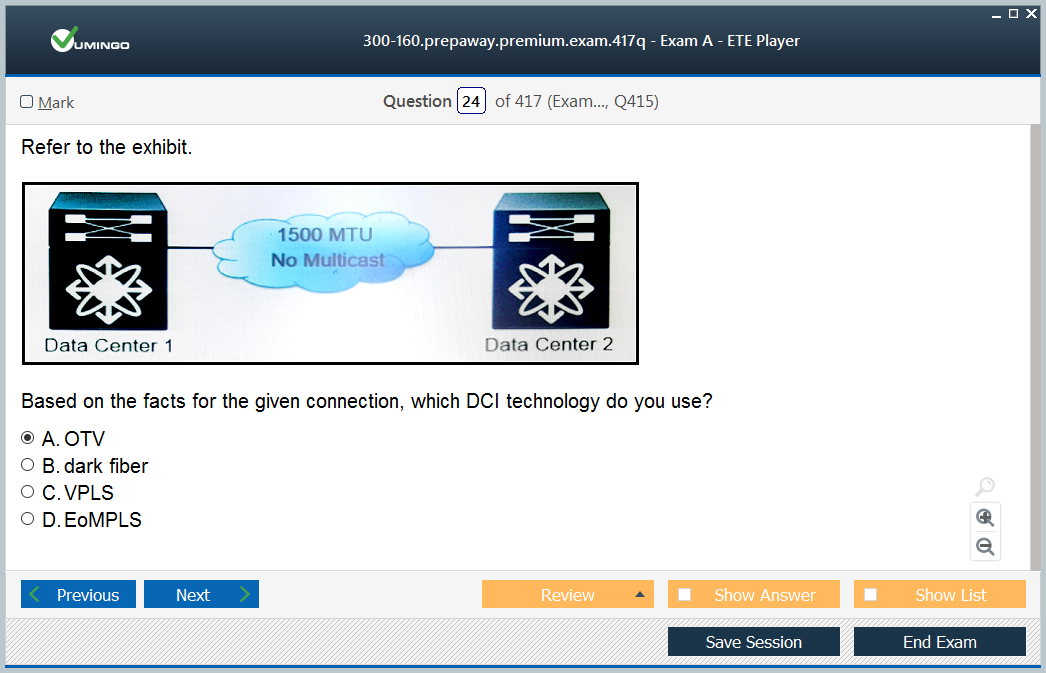 VUMINGO
300-160.prepaway.premium.exam.417q - Exam A - ETE Player
Mark
Question 24 of 417 (Exam..., Q415)
Refer to the exhibit.
1500 MTU
No Multicast
Data Center 1
Data Center 2
Based on the facts for the given connection, which DCI technology do you use?
A. OTV
B. dark fiber
C. VPLS
D. EoMPLS
Previous
Next
Review
Show Answer
Show List
Save Session
End Exam